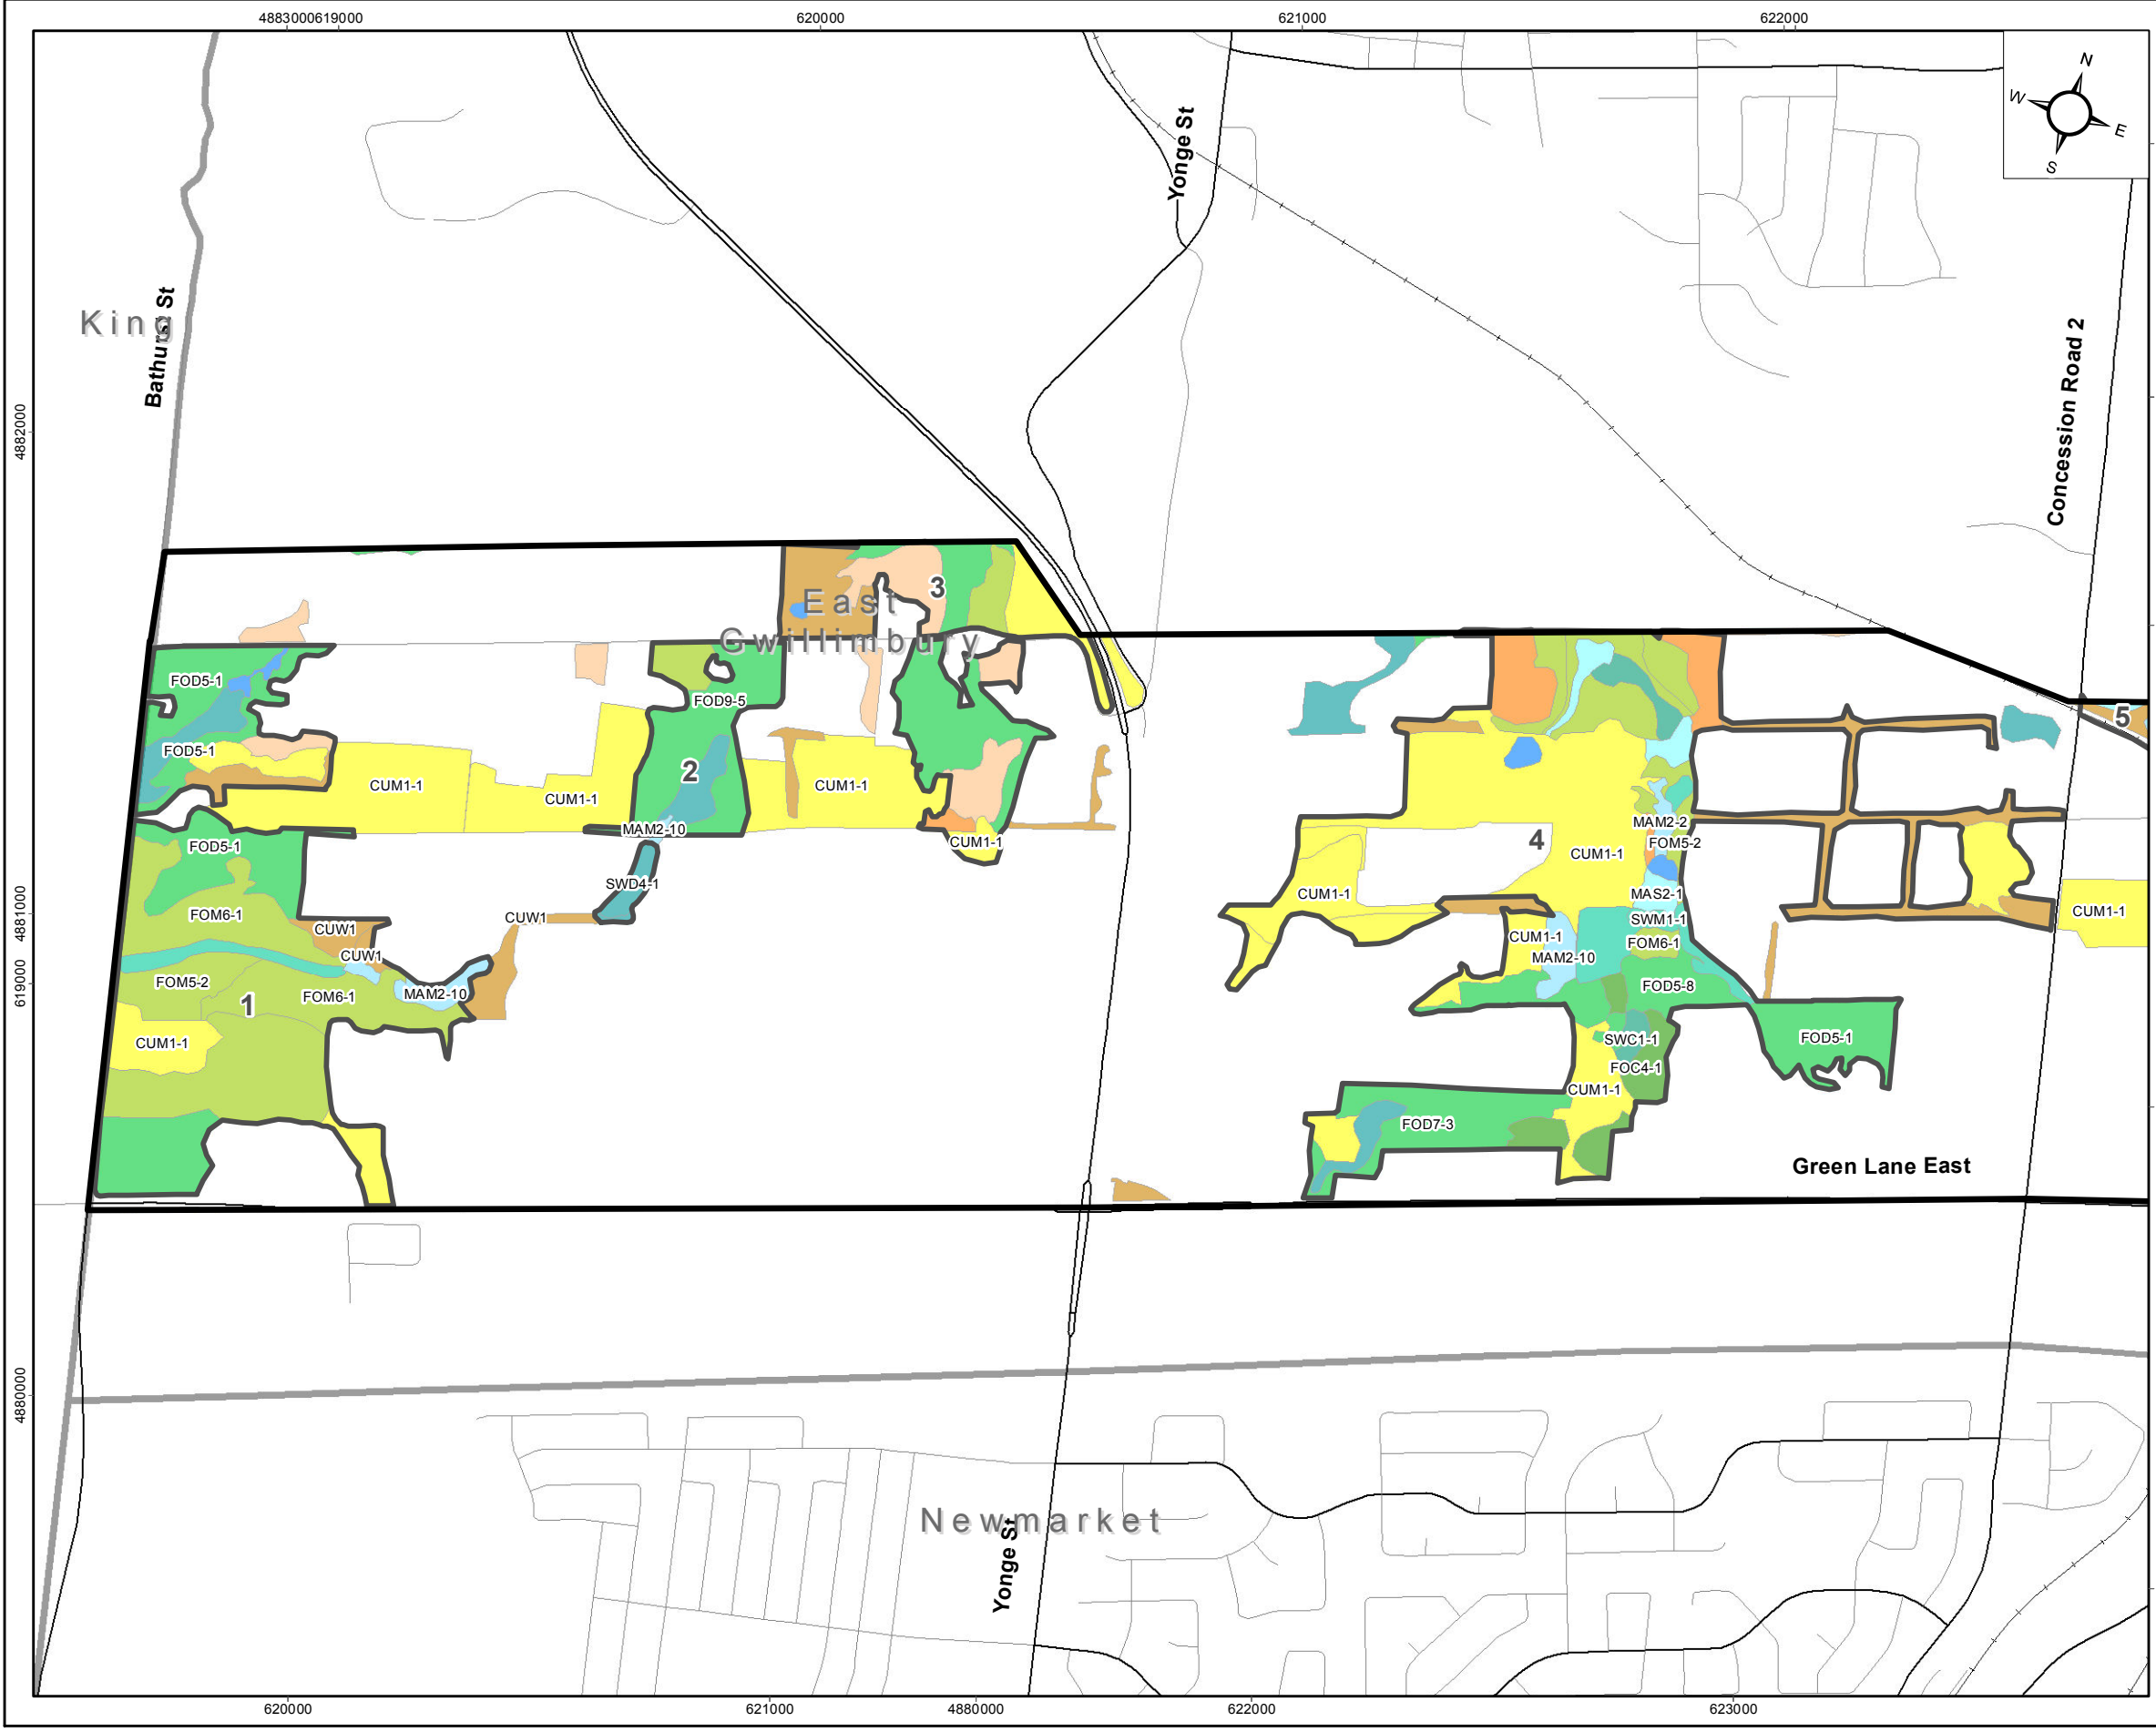 4883000619000
620000
621000
622000
N
W
E
S
Yonge St
King
Bathurst St
Concession Road 2
4882000
3
East
Gwillimbury
FOD5-1
FOD9-5
5
FOD5-1
CUM1-1
2
CUM1-1
CUM1-1
MAM2-10
CUM1-1
MAM2-2
FOM5-2
4
FOD5-1
CUM1-1
SWD4-1
CUM1-1
MAS2-1
4881000
FOM6-1
CUW1
SWM1-1
CUM1-1
CUW1
CUM1-1
FOM6-1
CUW1
MAM2-10
619000
FOM5-2
FOM6-1
MAM2-10
FOD5-8
1
CUM1-1
SWC1-1
FOD5-1
FOC4-1
CUM1-1
FOD7-3
Green Lane East
4880000
Newmarket
Yonge St
620000
621000
4880000
622000
623000